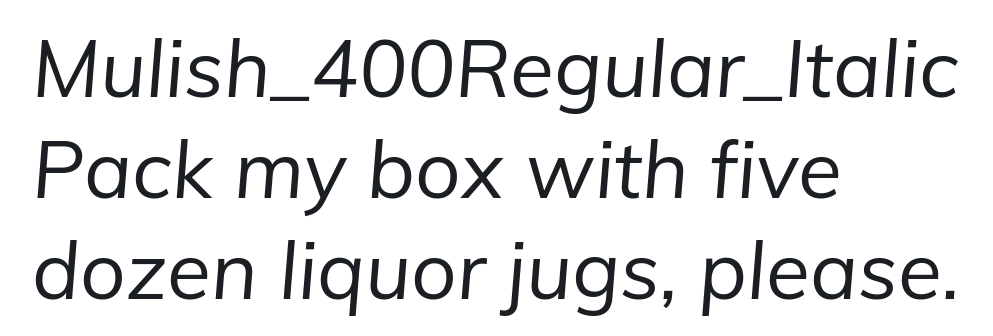 Mulish_400Regular_Italic
Pack my box with five
dozen liquor jugs, please.